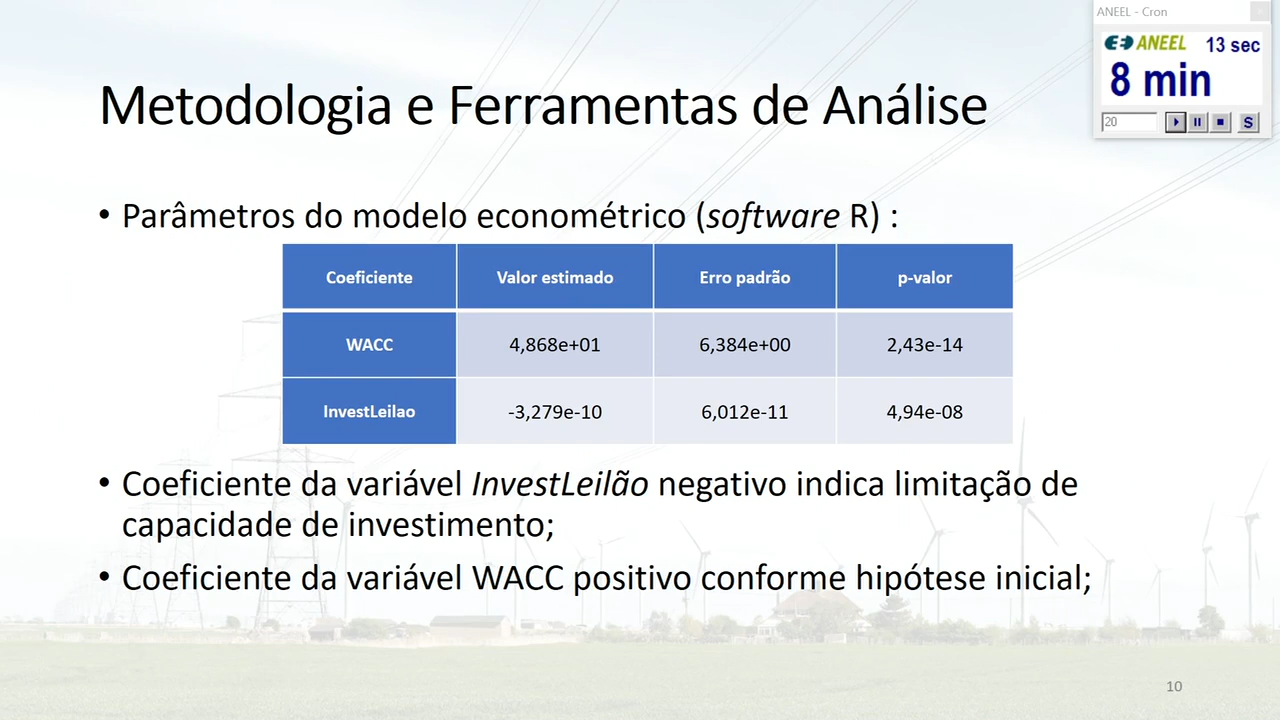 ANEEL - Cron
ANEEL 13 sec
8 min
20
S
Metodologia e Ferramentas de Análise
• Parâmetros do modelo econométrico (software R) :
Coeficiente Valor estimado Erro padrão p-valor
WACC 4,868e+01 6,384e+00 2,43e-14
InvestLeilao -3,279e-10 6,012e-11 4,94e-08
• Coeficiente da variável InvestLeilão negativo indica limitação de
capacidade de investimento;
• Coeficiente da variável WACC positivo conforme hipótese inicial;
10